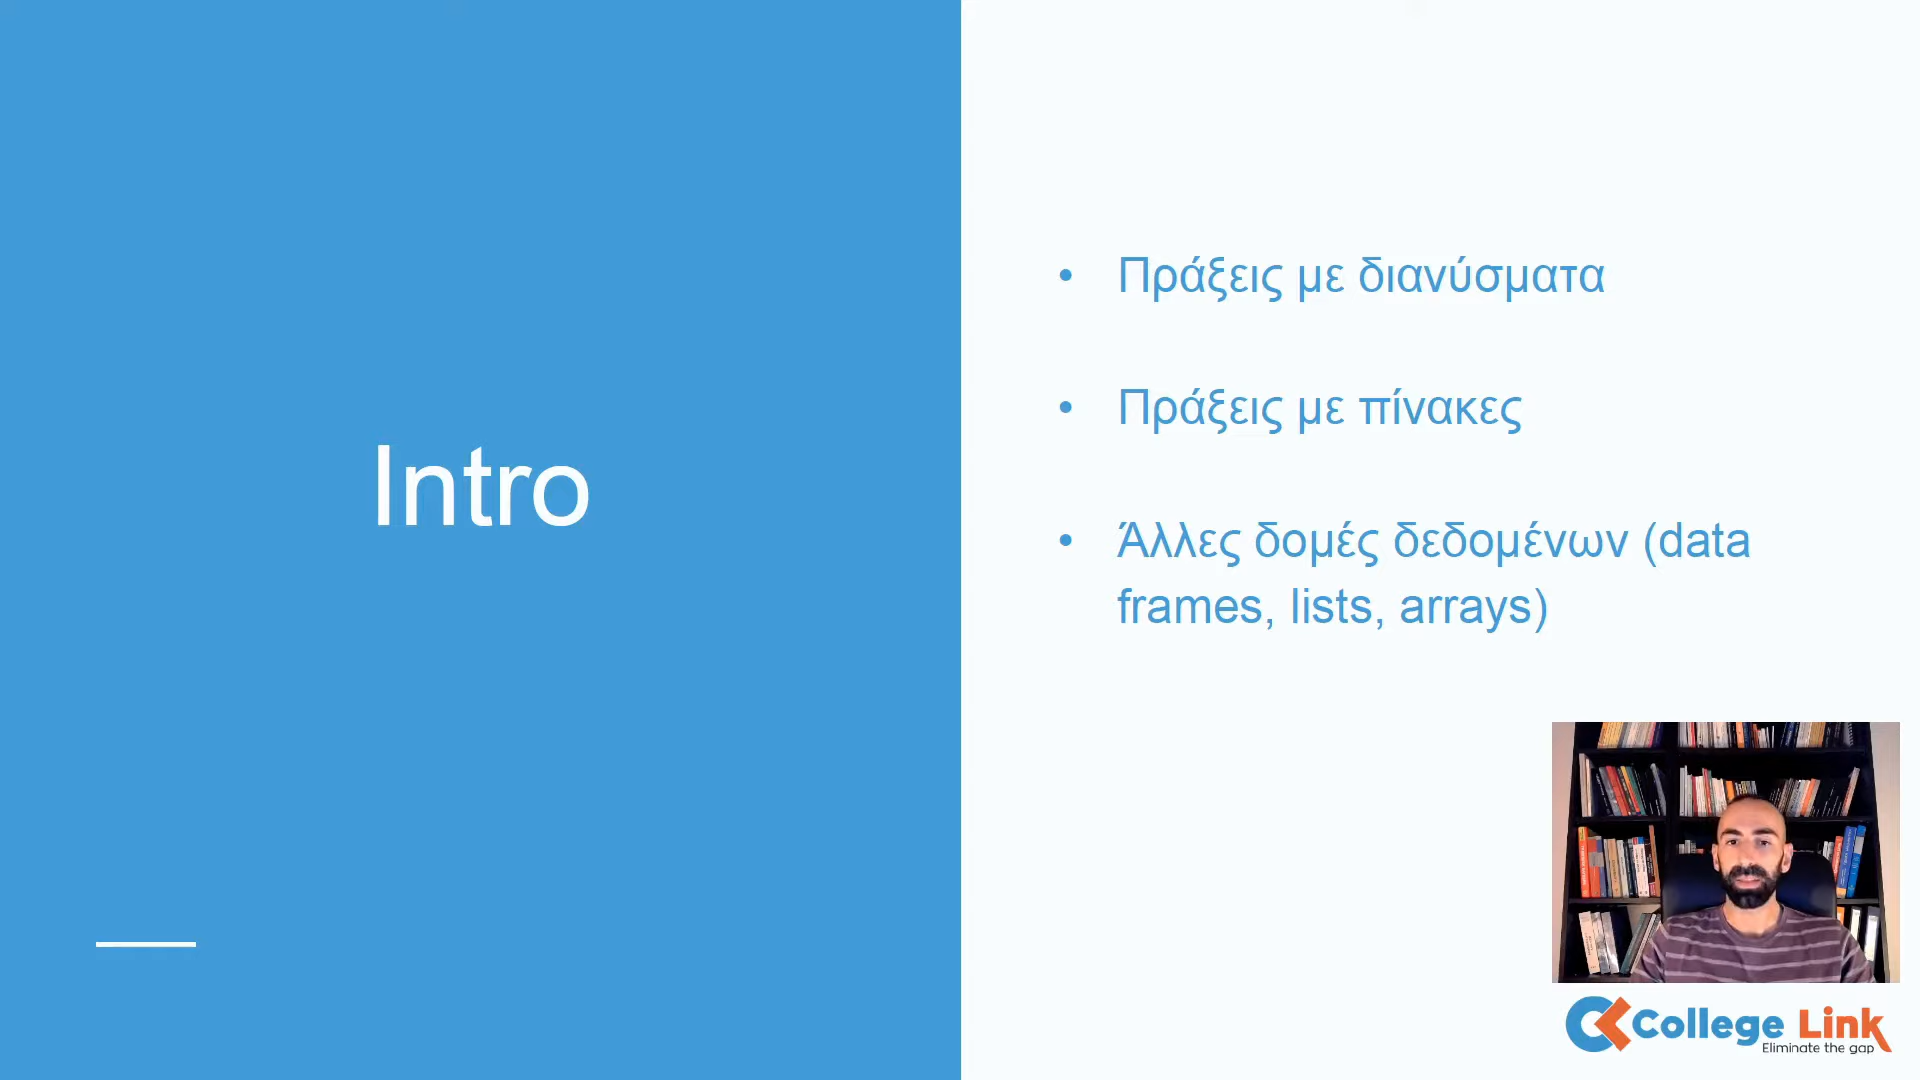 Intro
• Πράξεις με διανύσματα
• Πράξεις με πίνακες
• Άλλες δομές δεδομένων (data
frames, lists, arrays)
College Link
Eliminate the gap